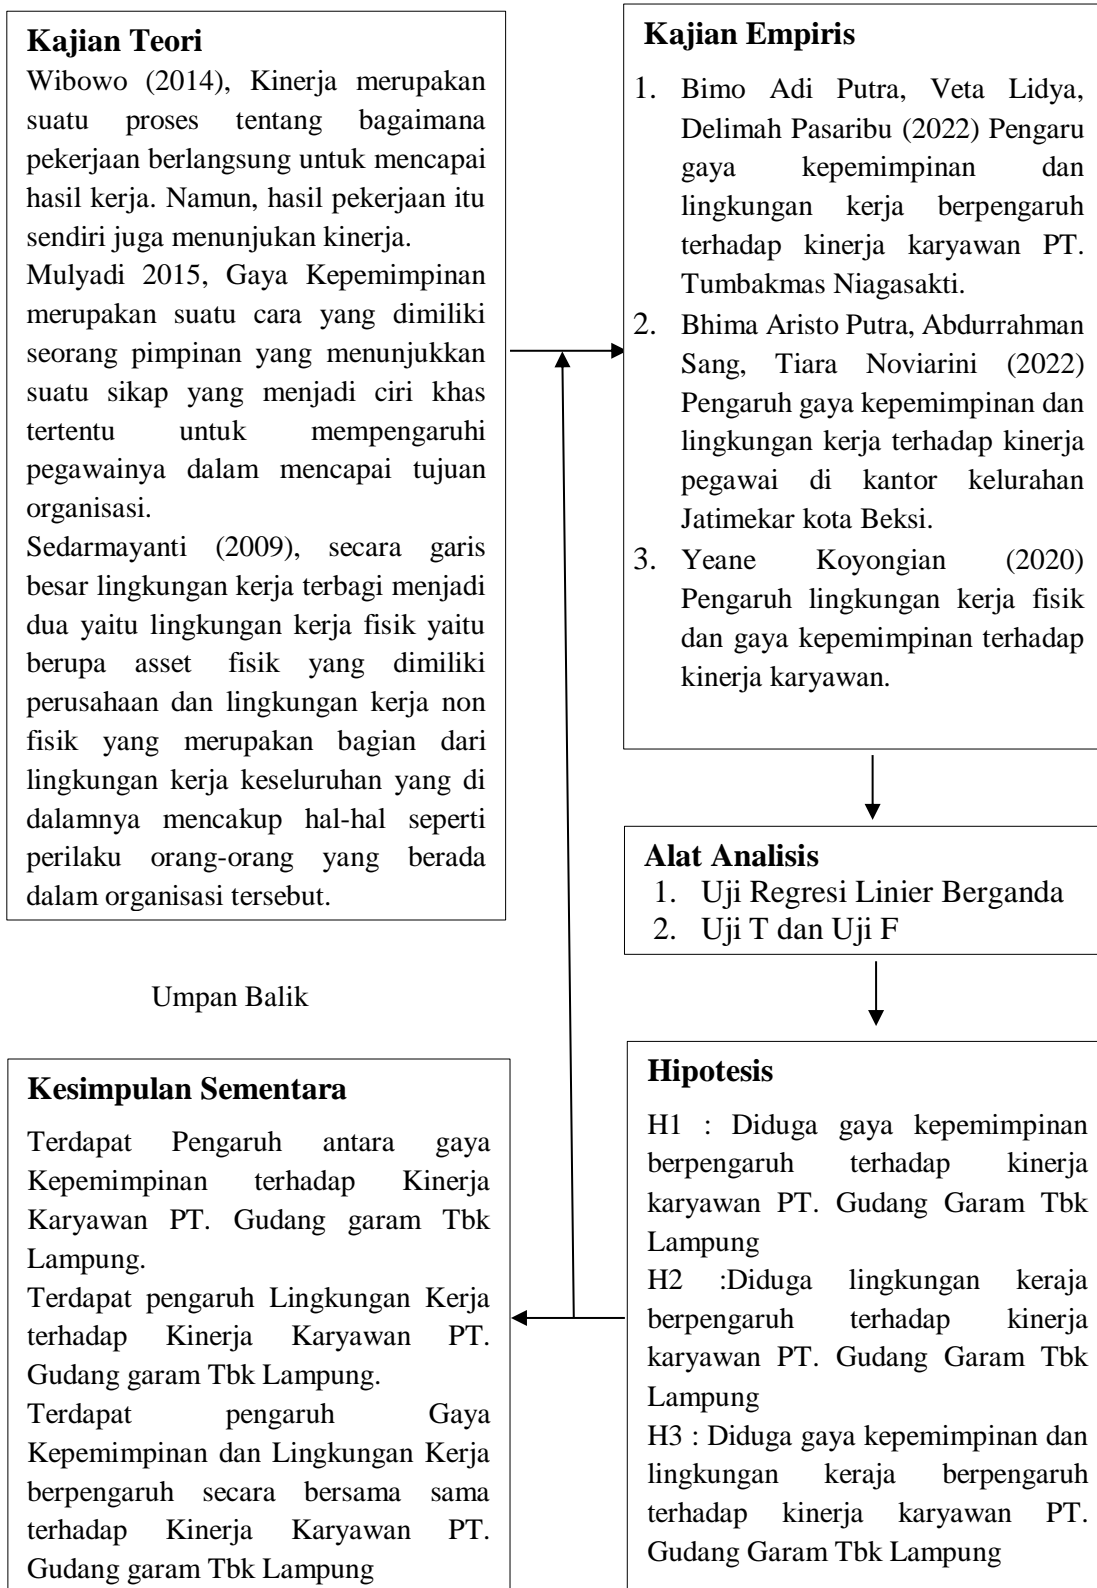 Kajian Teori
Wibowo (2014), Kinerja merupakan
suatu proses tentang bagaimana
pekerjaan berlangsung untuk mencapai
hasil kerja. Namun, hasil pekerjaan itu
sendiri juga menunjukan kinerja.
Mulyadi 2015, Gaya Kepemimpinan
merupakan suatu cara yang dimiliki
seorang pimpinan yang menunjukkan
suatu sikap yang menjadi ciri khas
tertentu untuk mempengaruhi
pegawainya dalam mencapai tujuan
organisasi.
Sedarmayanti (2009), secara garis
besar lingkungan kerja terbagi menjadi
dua yaitu lingkungan kerja fisik yaitu
berupa asset fisik yang dimiliki
perusahaan dan lingkungan kerja non
fisik yang merupakan bagian dari
lingkungan kerja keseluruhan yang di
dalamnya mencakup hal-hal seperti
perilaku orang-orang yang berada
dalam organisasi tersebut.
Kajian Empiris
1. Bimo Adi Putra, Veta Lidya,
Delimah Pasaribu (2022) Pengaru
gaya kepemimpinan dan
lingkungan kerja berpengaruh
terhadap kinerja karyawan PT.
Tumbakmas Niagasakti.
2. Bhima Aristo Putra, Abdurrahman
Sang, Tiara Noviarini (2022)
Pengaruh gaya kepemimpinan dan
lingkungan kerja terhadap kinerja
pegawai di kantor kelurahan
Jatimekar kota Beksi.
3. Yeane Koyongian (2020)
Pengaruh lingkungan kerja fisik
dan gaya kepemimpinan terhadap
kinerja karyawan.
Alat Analisis
1. Uji Regresi Linier Berganda
2. Uji T dan Uji F
Umpan Balik
Hipotesis
H1 : Diduga gaya kepemimpinan
berpengaruh terhadap kinerja
karyawan PT. Gudang Garam Tbk
Lampung
H2 :Diduga lingkungan keraja
berpengaruh terhadap kinerja
karyawan PT. Gudang Garam Tbk
Lampung
H3 : Diduga gaya kepemimpinan dan
lingkungan keraja berpengaruh
terhadap kinerja karyawan PT.
Gudang Garam Tbk Lampung
Kesimpulan Sementara
Terdapat Pengaruh antara gaya
Kepemimpinan terhadap Kinerja
Karyawan PT. Gudang garam Tbk
Lampung.
Terdapat pengaruh Lingkungan Kerja
terhadap Kinerja Karyawan PT.
Gudang garam Tbk Lampung.
Terdapat pengaruh Gaya
Kepemimpinan dan Lingkungan Kerja
berpengaruh secara bersama sama
terhadap Kinerja Karyawan PT.
Gudang garam Tbk Lampung